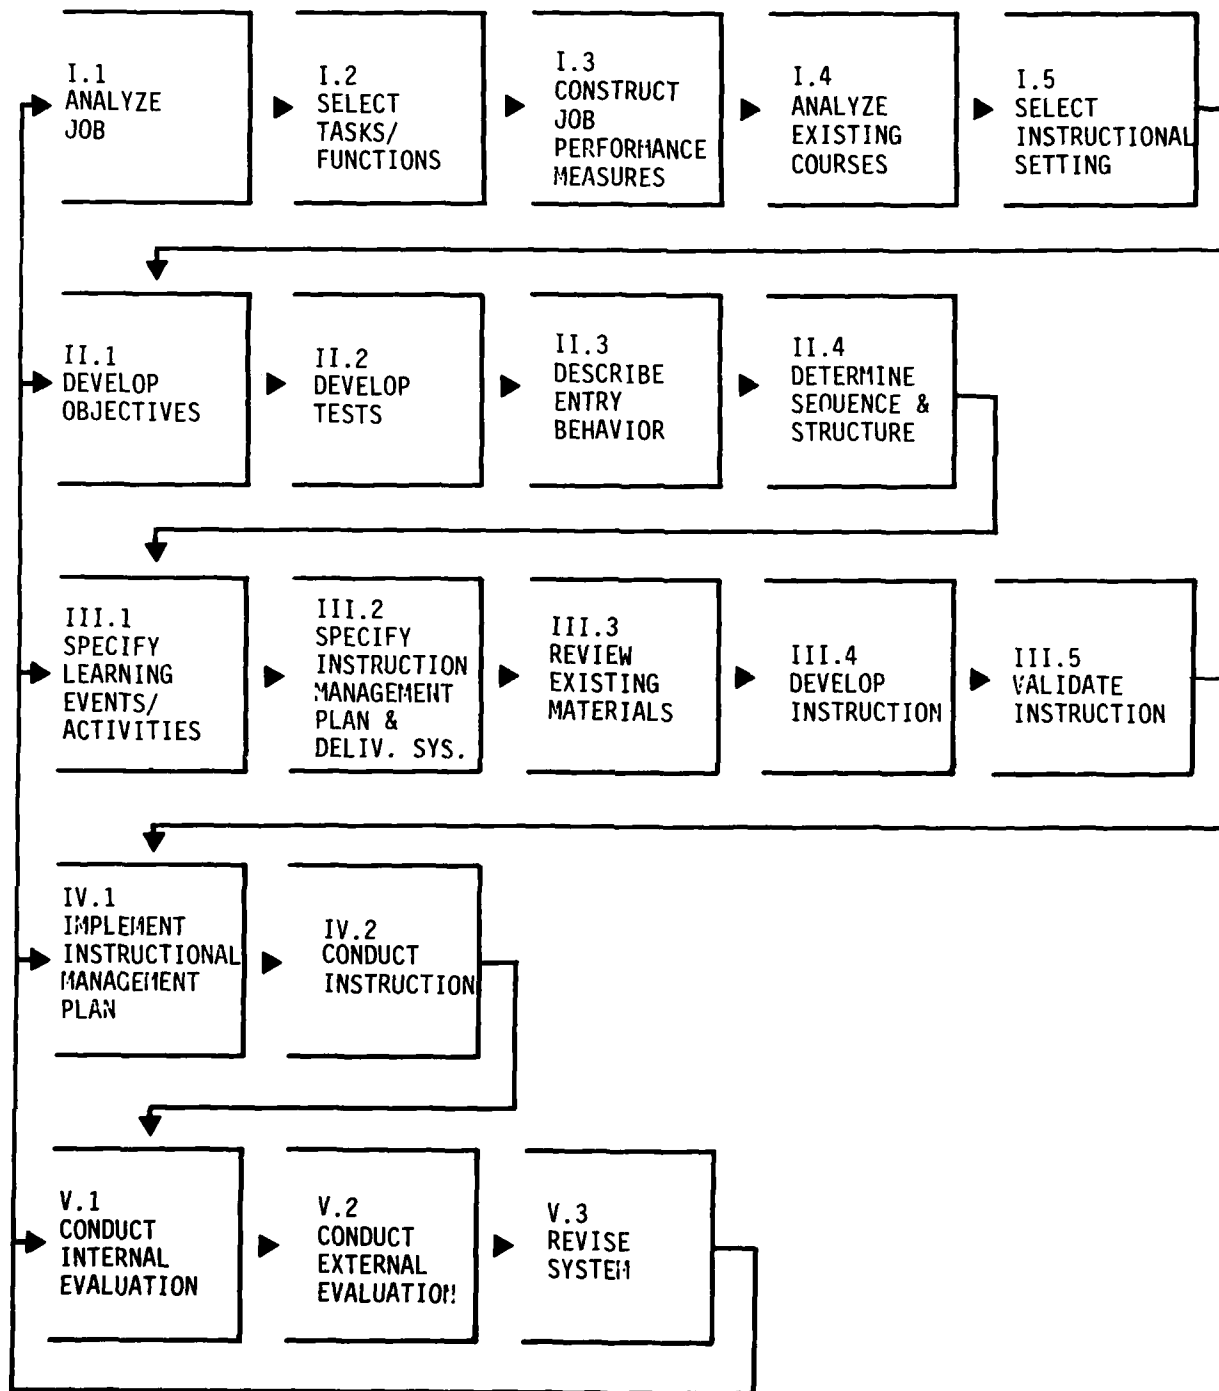 I.1
ANALYZE
JOB
I.2
SELECT
TASKS/
FUNCTIONS
I.3
CONSTRUCT
JOB
PERFORMANCE
MEASURES
I.4
ANALYZE
EXISTING
COURSES
I.5
SELECT
INSTRUCTIONAL
SETTING
II.1
DEVELOP
OBJECTIVES
II.2
DEVELOP
TESTS
II.3
DESCRIBE
ENTRY
BEHAVIOR
II.4
DETERMINE
SEQUENCE &
STRUCTURE
III.1
SPECIFY
LEARNING
EVENTS/
ACTIVITIES
III.2
SPECIFY
INSTRUCTION
MANAGEMENT
PLAN &
DELIV. SYS.
III.3
REVIEW
EXISTING
MATERIALS
III.4
DEVELOP
INSTRUCTION
III.5
VALIDATE
INSTRUCTION
IV.1
IMPLEMENT
INSTRUCTIONAL
MANAGEMENT
PLAN
IV.2
CONDUCT
INSTRUCTION
V.1
CONDUCT
INTERNAL
EVALUATION
V.2
CONDUCT
EXTERNAL
EVALUATION
V.3
REVISE
SYSTEM